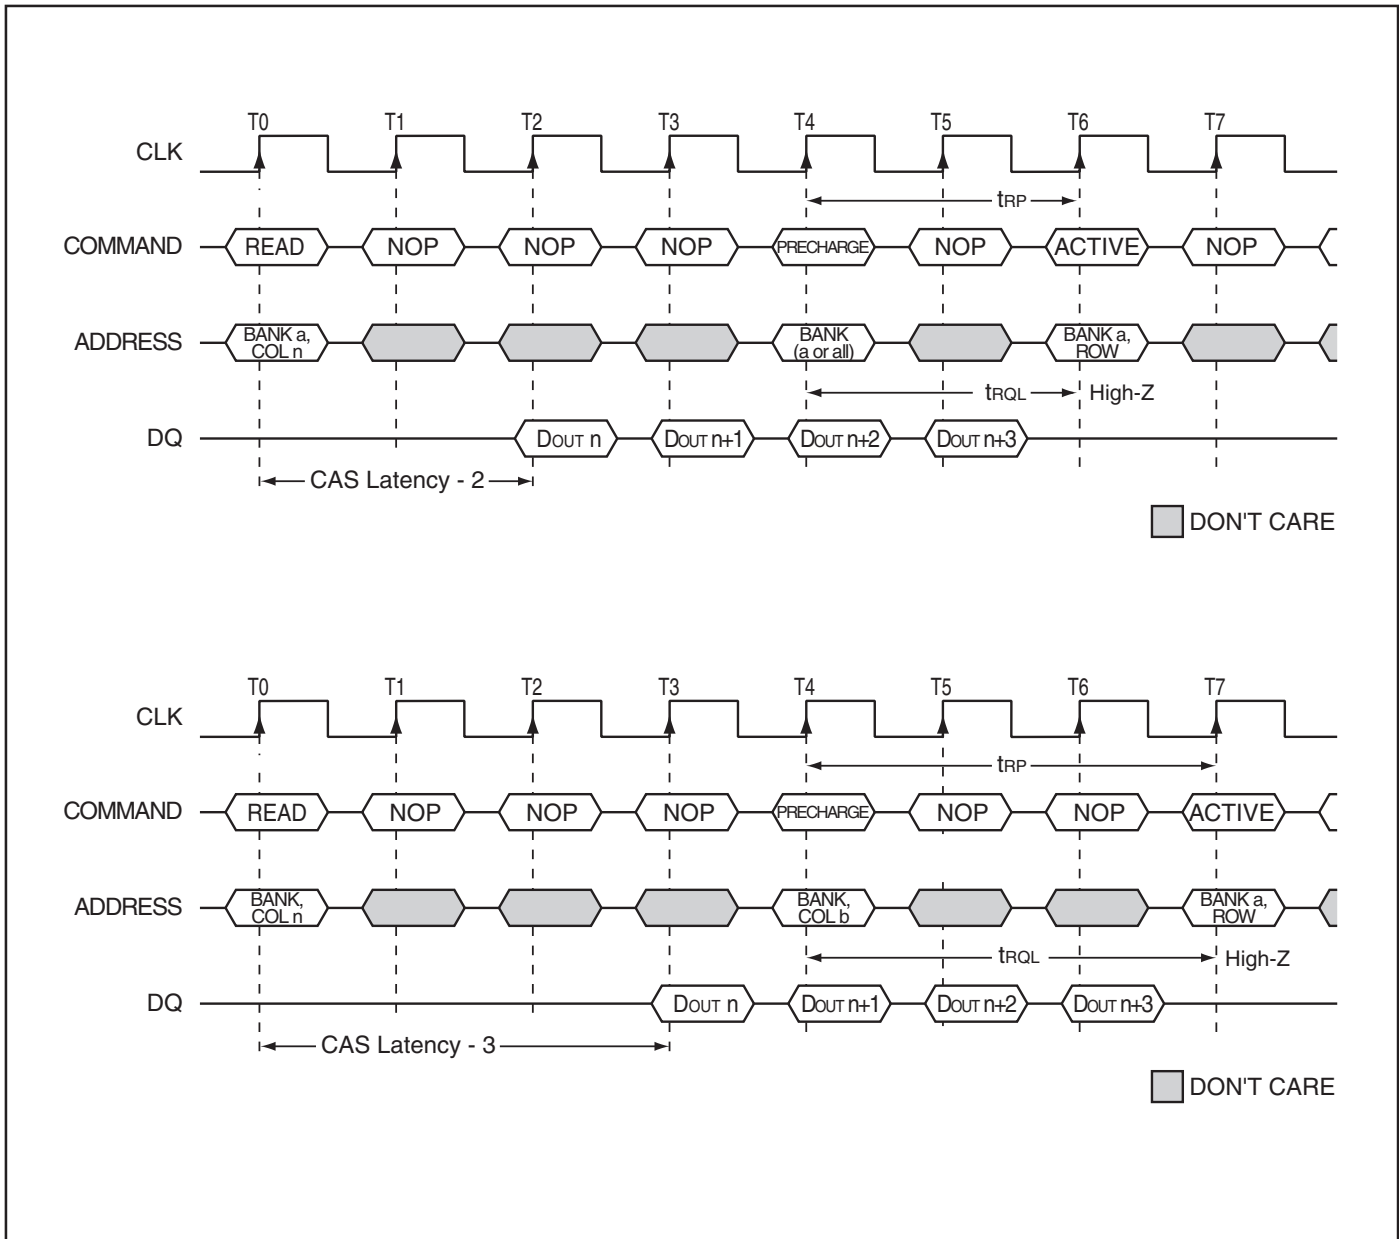 T0 T1 T2 T3 T4 T5 T6 T7
CLK
tRP
COMMAND READ NOP NOP NOP PRECHARGE NOP ACTIVE NOP
ADDRESS BANK a, COL n BANK (a or all) BANK a, ROW
tRQL High-Z
DQ DOUT n DOUT n+1 DOUT n+2 DOUT n+3
CAS Latency - 2
DON'T CARE
T0 T1 T2 T3 T4 T5 T6 T7
CLK
tRP
COMMAND READ NOP NOP NOP PRECHARGE NOP NOP ACTIVE
ADDRESS BANK, COL n BANK, COL b BANK a, ROW
tRQL High-Z
DQ DOUT n DOUT n+1 DOUT n+2 DOUT n+3
CAS Latency - 3
DON'T CARE